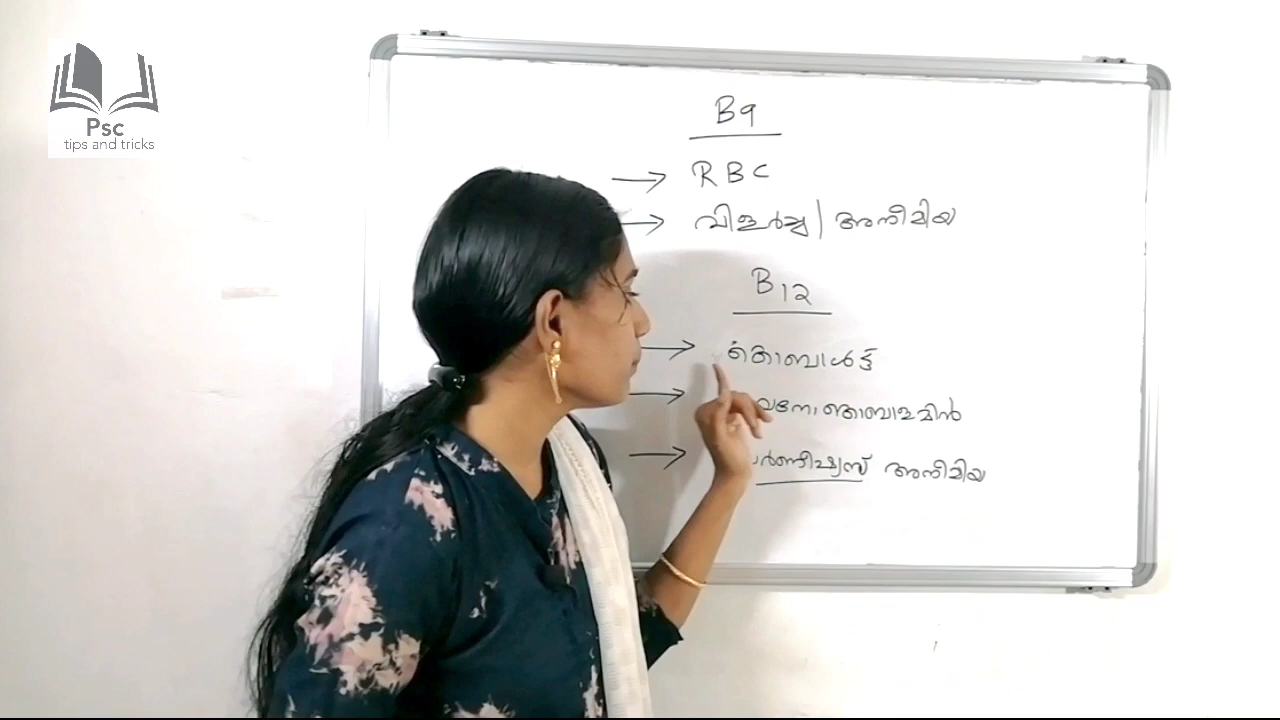 Psc
tips and tricks
B9
→ RBC
→ വിളർച്ച | അനീമിയ
B12
→ കൊബാൾട്ട്
→
→ അനീമിയ